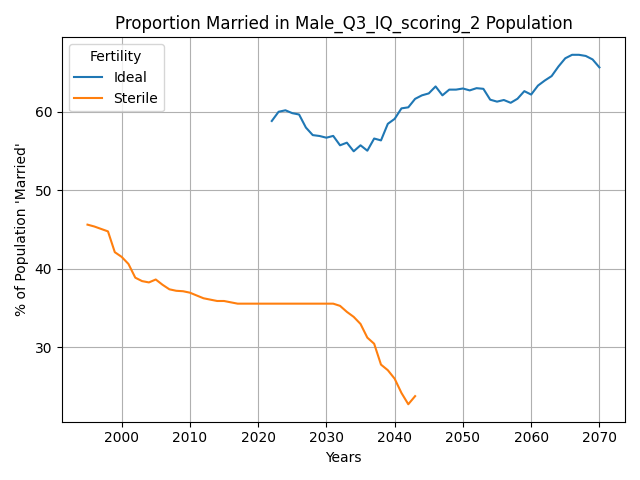 Proportion Married in Male_Q3_IQ_scoring_2 Population
Fertility
Ideal
Sterile
% of Population 'Married'
60
50
40
30
2000 2010 2020 2030 2040 2050 2060 2070
Years